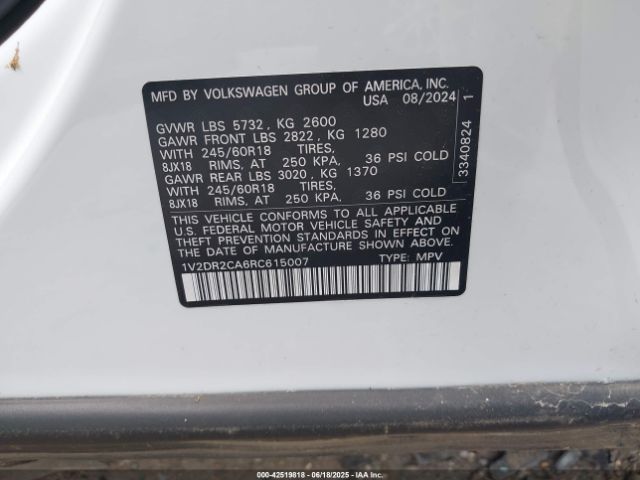 MFD BY VOLKSWAGEN GROUP OF AMERICA, INC.
USA 08/2024
GVWR LBS 5732 , KG 2600
GAWR FRONT LBS 2822 , KG 1280
WITH 245/60R18 TIRES,
8JX18 RIMS, AT 250 KPA, 36 PSI COLD
GAWR REAR LBS 3020 , KG 1370
WITH 245/60R18 TIRES,
8JX18 RIMS, AT 250 KPA, 36 PSI COLD
THIS VEHICLE CONFORMS TO ALL APPLICABLE
U.S. FEDERAL MOTOR VEHICLE SAFETY AND THEFT
PREVENTION STANDARDS IN EFFECT ON
THE DATE OF MANUFACTURE SHOWN ABOVE.
1V2DR2CA6RC615007 TYPE: MPV
3340824 1
000-42519818 - 06/18/2025 - IAAI.COM